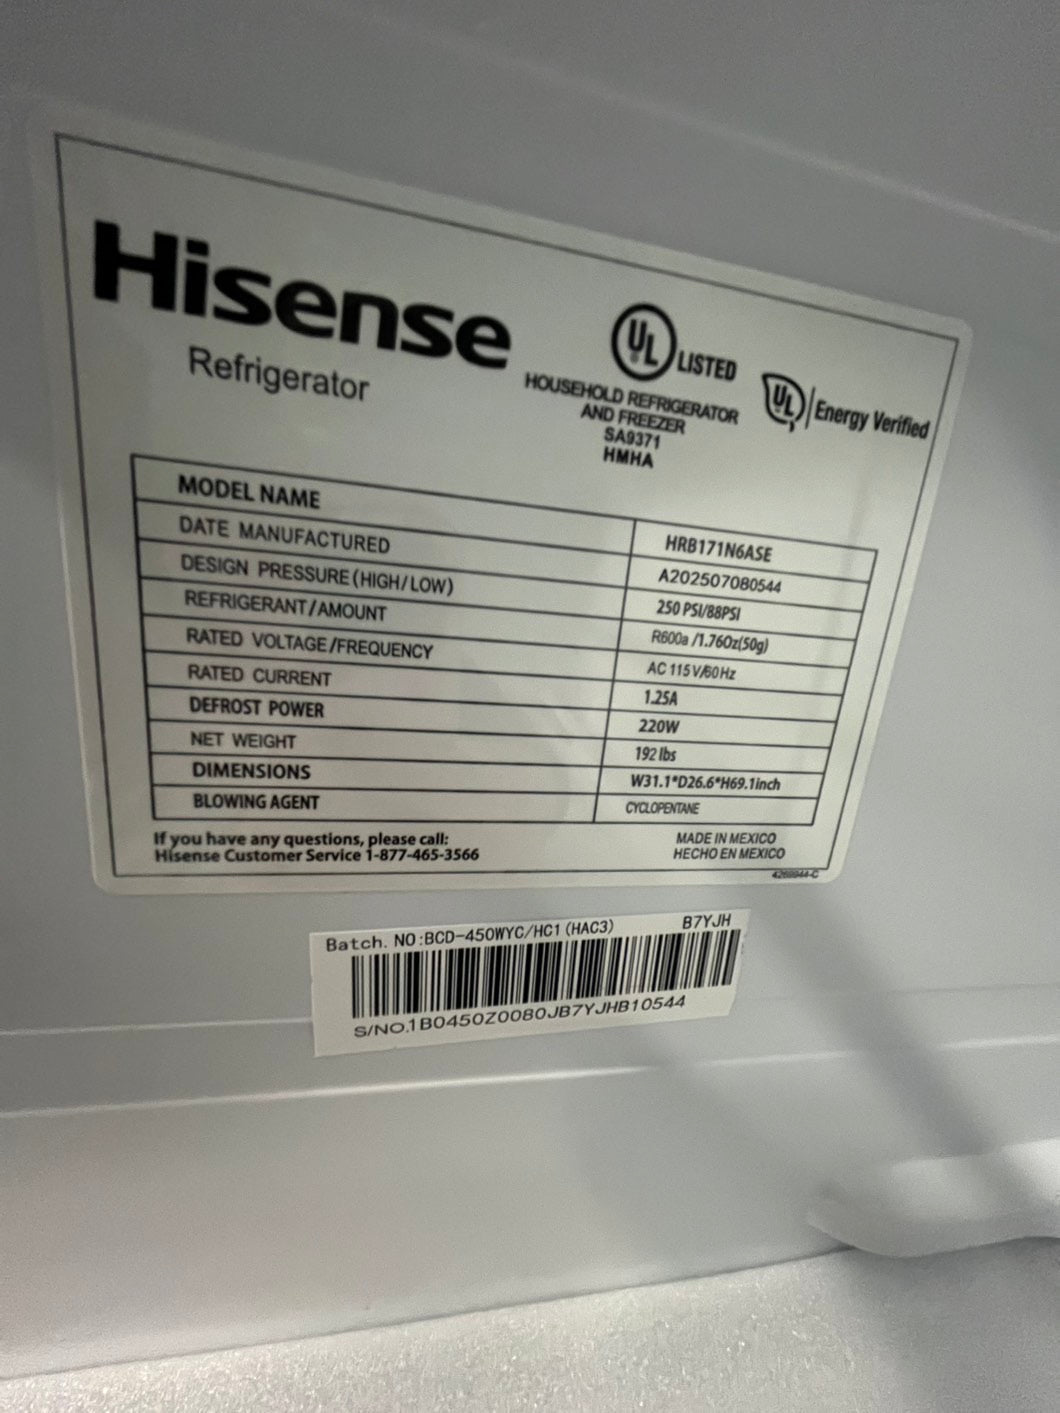 Hisense
Refrigerator
UL LISTED
HOUSEHOLD REFRIGERATOR
AND FREEZER
SA9371
HMHA
UL Energy Verified
MODEL NAME HRB171N6ASE
DATE MANUFACTURED A202507080544
DESIGN PRESSURE(HIGH/LOW) 250 PSI/88PSI
REFRIGERANT/AMOUNT R600a /1.76Oz(50g)
RATED VOLTAGE/FREQUENCY AC 115V/60Hz
RATED CURRENT 1.25A
DEFROST POWER 220W
NET WEIGHT 192 lbs
DIMENSIONS W31.1*D26.6*H69.1inch
BLOWING AGENT CYCLOPENTANE
If you have any questions, please call:
Hisense Customer Service 1-877-465-3566
MADE IN MEXICO
HECHO EN MEXICO
4269944-C
Batch. NO:BCD-450WYC/HC1 (HAC3) B7YJH
S/NO.1B0450Z0080JB7YJHB10544